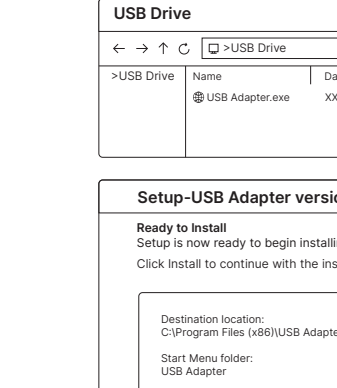 USB Drive
>USB Drive
>USB Drive Name
USB Adapter.exe
Setup-USB Adapter
Ready to Install
Setup is now ready to begin
Click Install to continue with the
Destination location:
C:\Program Files (x86)\USB
Start Menu folder:
USB Adapter